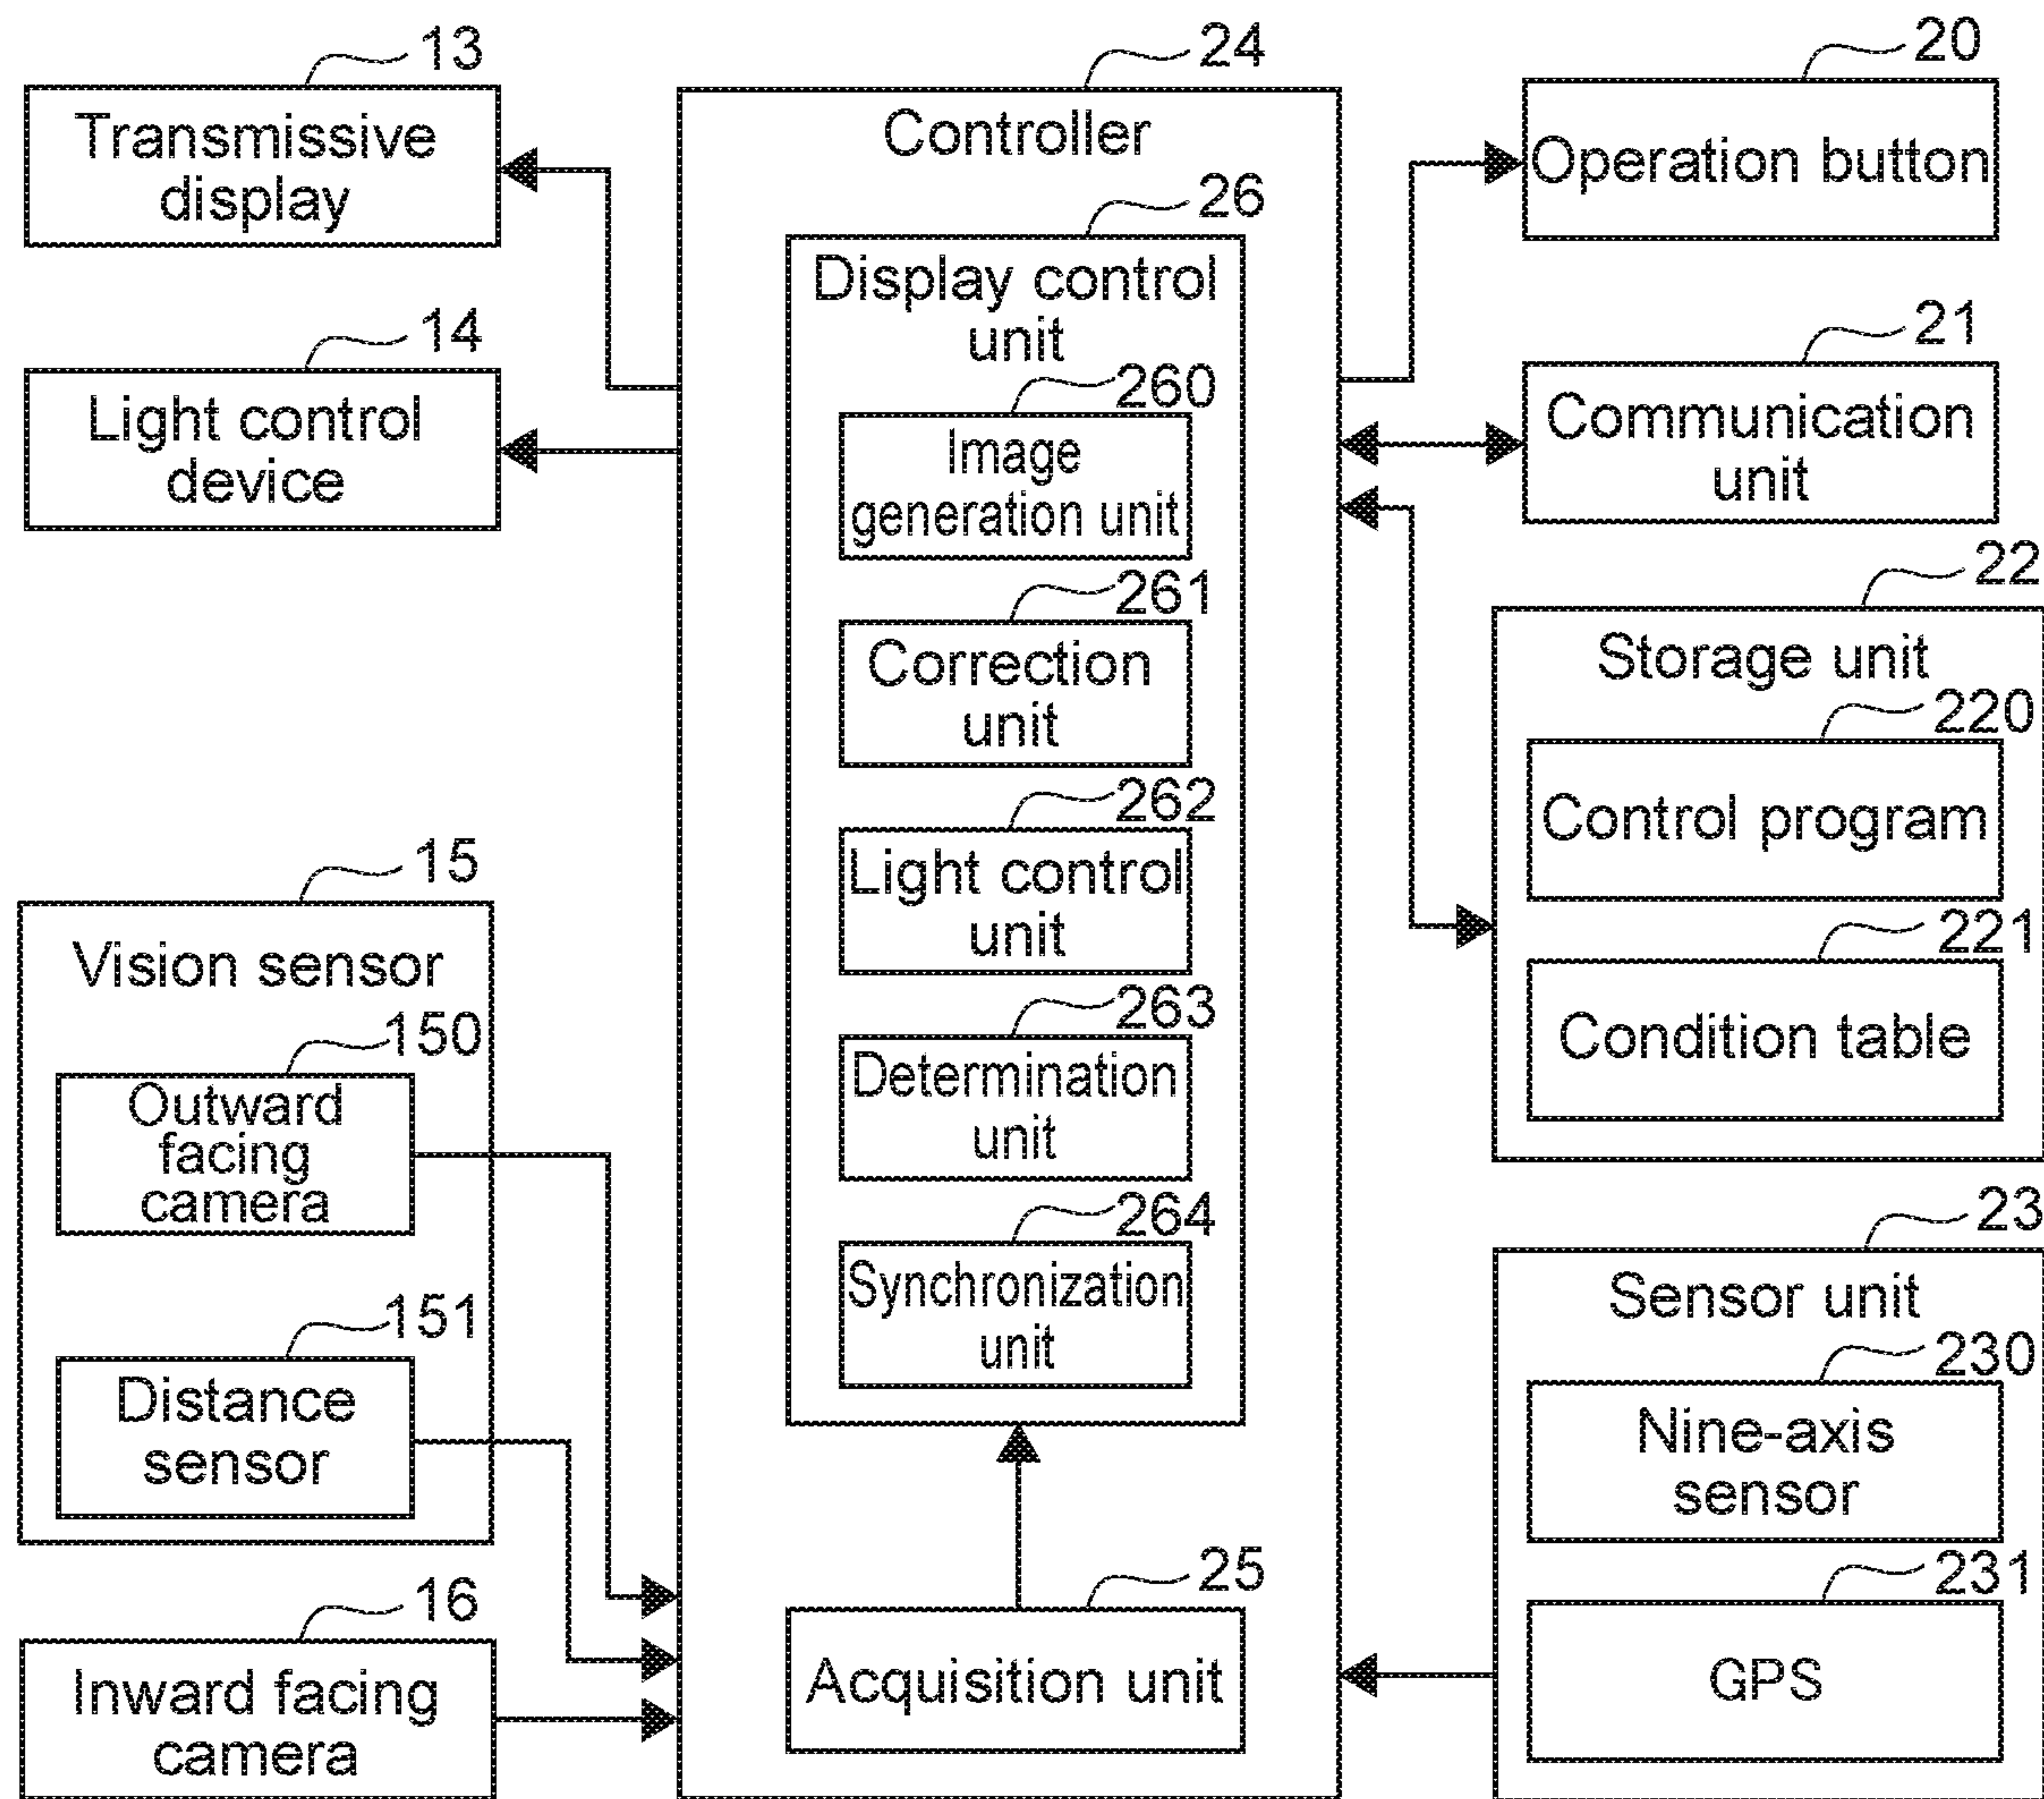 13
Transmissive
display
14
Light control
device
15
Vision sensor
150
Outward
facing
camera
151
Distance
sensor
16
Inward facing
camera
24
Controller
26
Display control
unit
260
Image
generation unit
261
Correction
unit
262
Light control
unit
263
Determination
unit
264
Synchronization
unit
25
Acquisition unit
20
Operation button
21
Communication
unit
22
Storage unit
220
Control program
221
Condition table
23
Sensor unit
230
Nine-axis
sensor
231
GPS